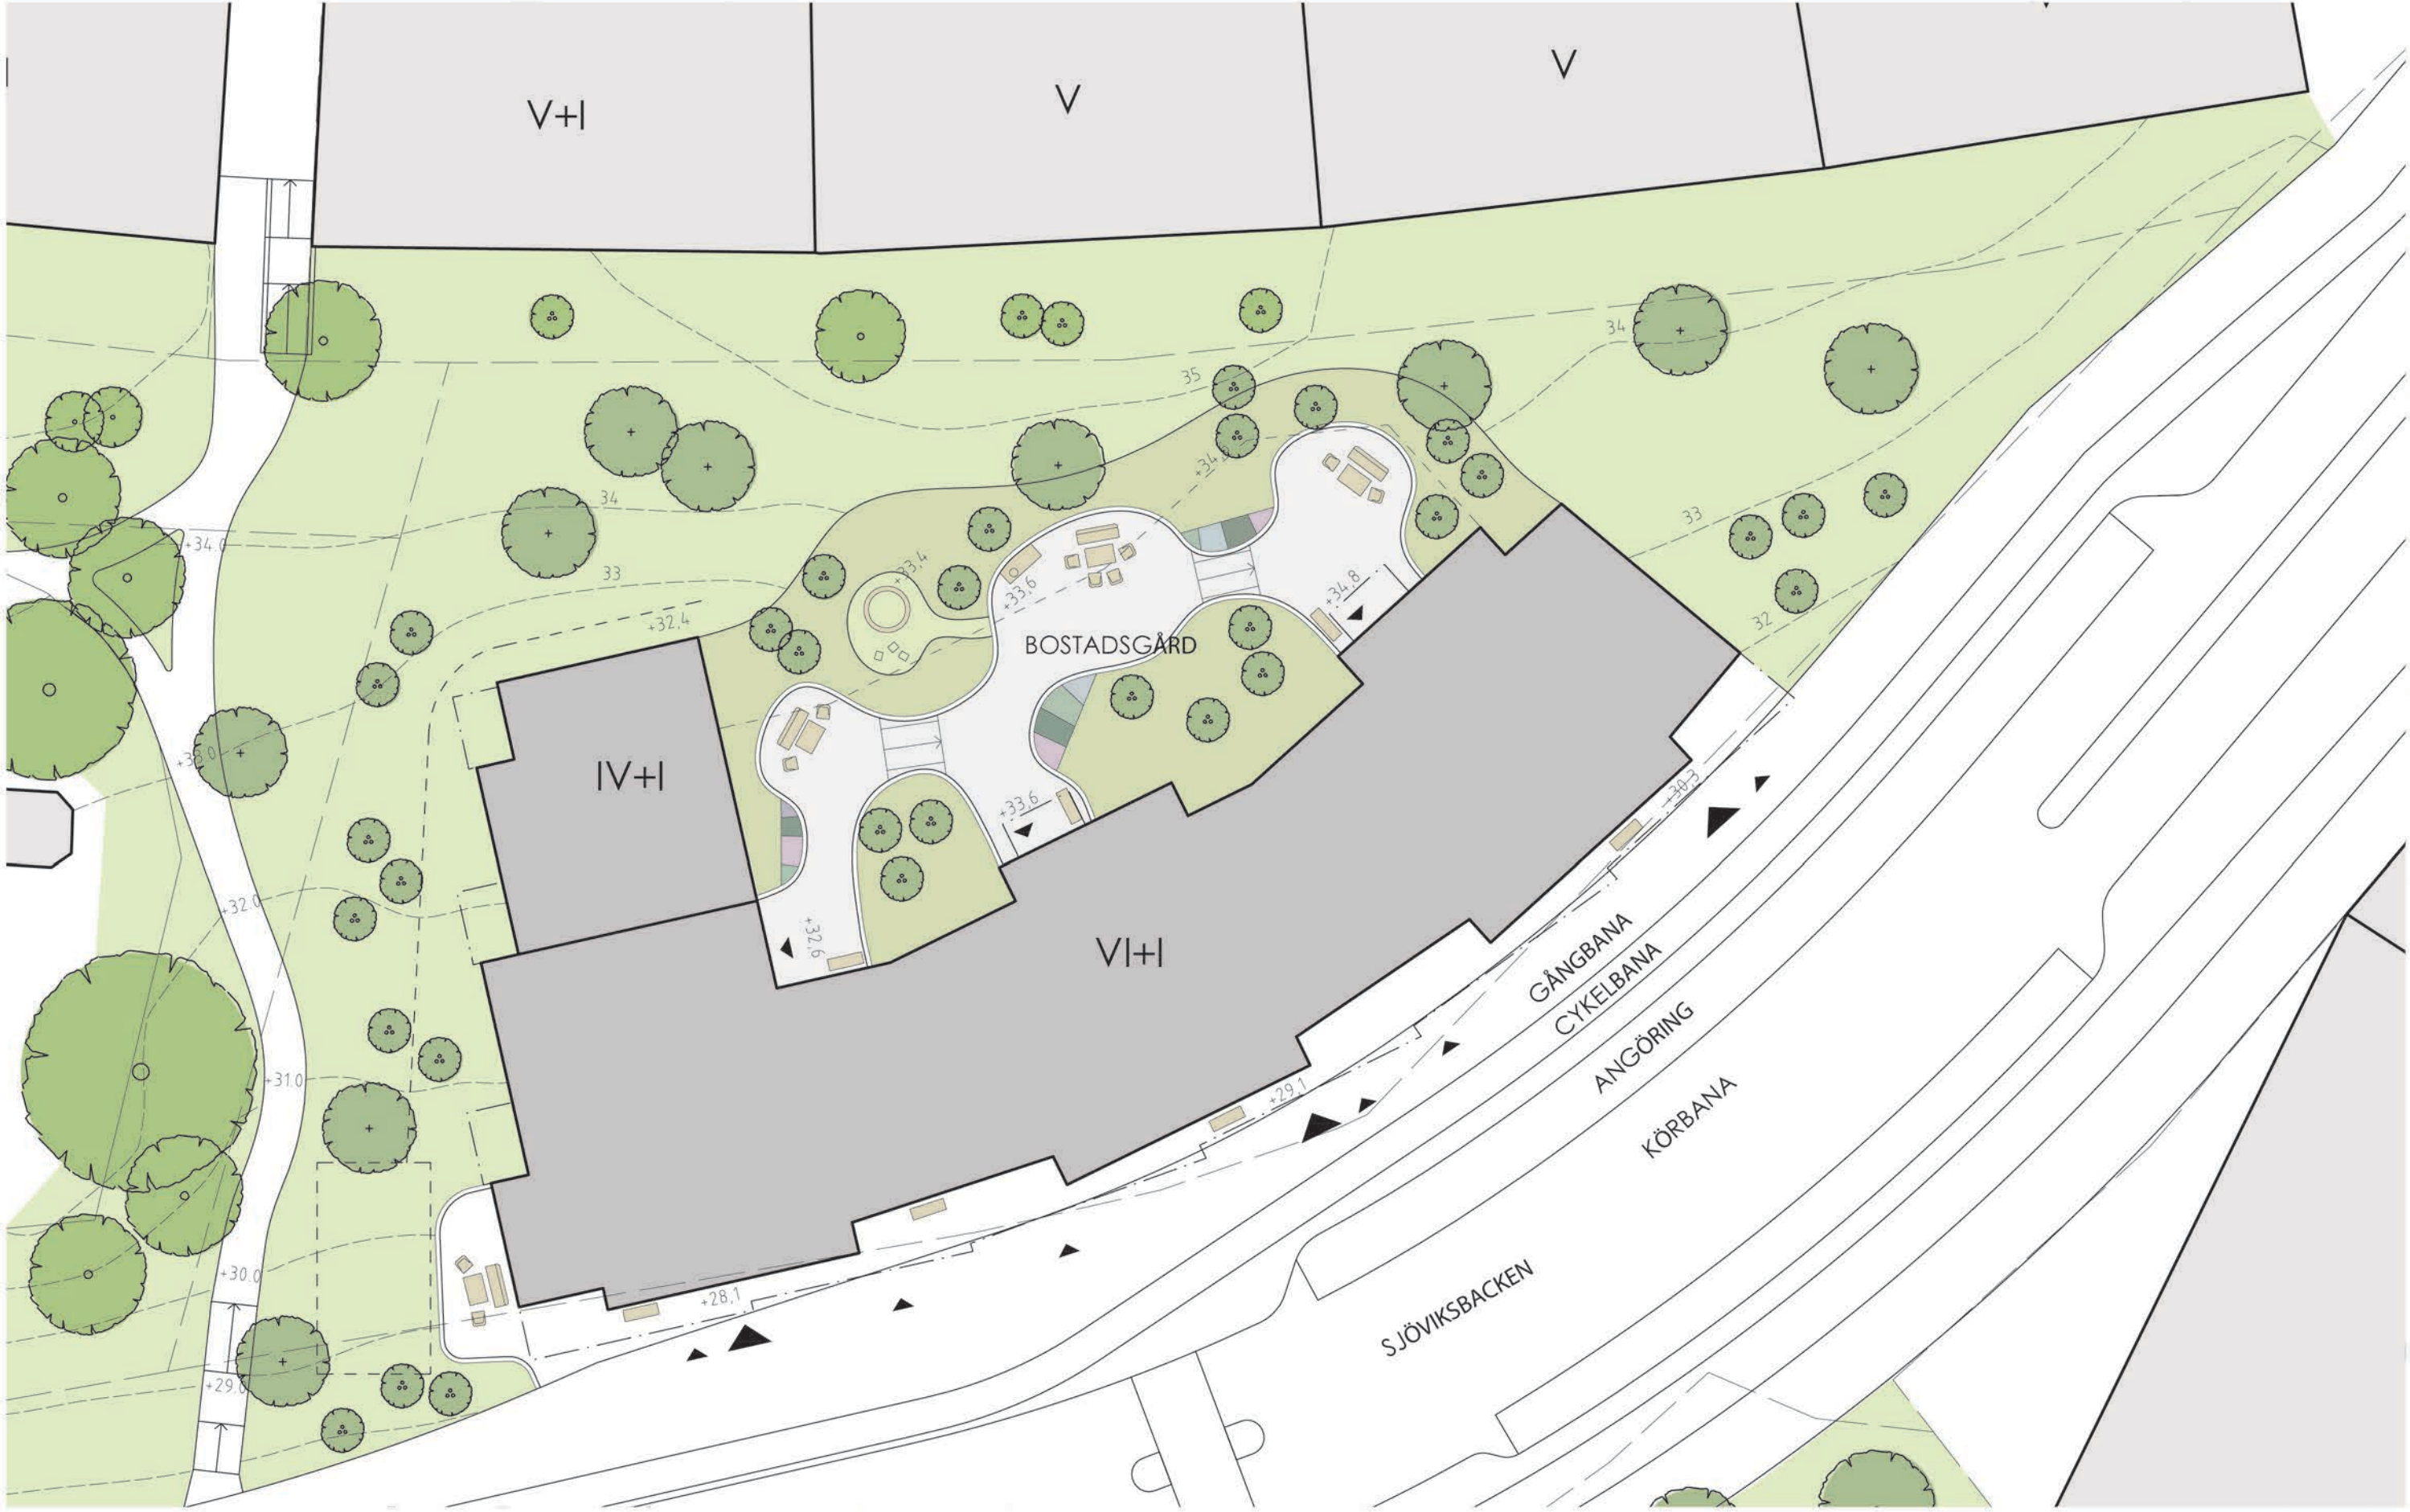 V+I
V
V
34
35
34
+34.0
33
+33,4
+33,6
+34,8
33
32
+32,4
BOSTADSGÅRD
IV+I
+33,6
+32,6
VI+I
+32.0
+31.0
+30.0
+29.0
+30,3
+29,1
+28,1
GÅNGBANA
CYKELBANA
ANGÖRING
KÖRBANA
SJÖVIKSBACKEN